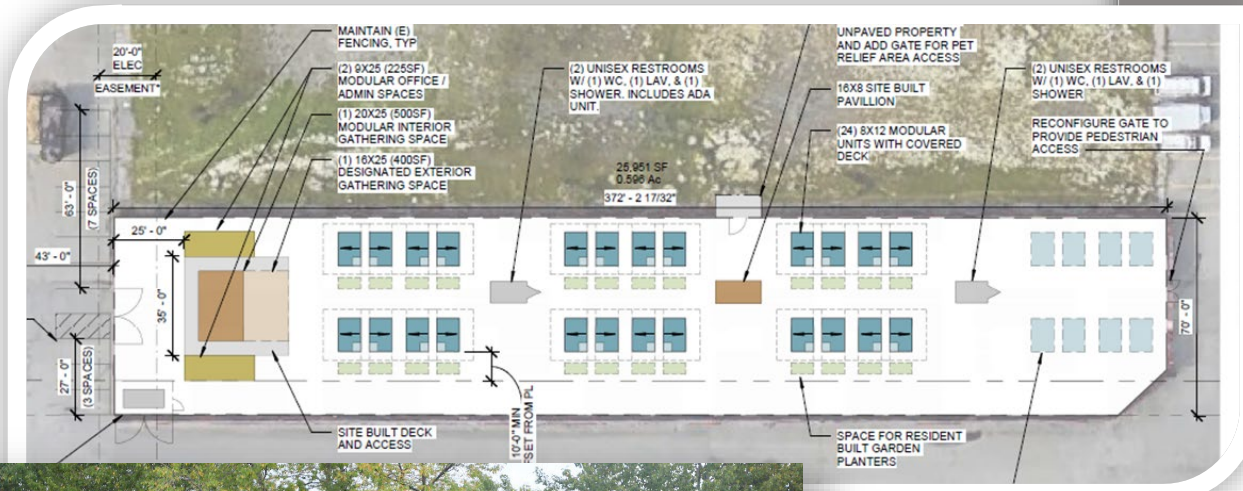 MAINTAIN (E)
FENCING, TYP
20'-0"
ELEC
EASEMENT*
(2) 9X25 (225SF)
MODULAR OFFICE /
ADMIN SPACES
(1) 20X25 (500SF)
MODULAR INTERIOR
GATHERING SPACE
(1) 16X25 (400SF)
DESIGNATED EXTERIOR
GATHERING SPACE
(2) UNISEX RESTROOMS
W/ (1) WC, (1) LAV, & (1)
SHOWER. INCLUDES ADA
UNIT.
UNPAVED PROPERTY
AND ADD GATE FOR PET
RELIEF AREA ACCESS
16X8 SITE BUILT
PAVILLION
(24) 8X12 MODULAR
UNITS WITH COVERED
DECK
(2) UNISEX RESTROOMS
W/ (1) WC, (1) LAV, & (1)
SHOWER
RECONFIGURE GATE TO
PROVIDE PEDESTRIAN
ACCESS
25,951 SF
0.596 Ac
372' - 2 17/32"
63' - 0"
(7 SPACES)
25' - 0"
43' - 0"
35' - 0"
70' - 0"
27' - 0"
(3 SPACES)
SITE BUILT DECK
AND ACCESS
10'-0" MIN
FSET FROM PL
SPACE FOR RESIDENT
BUILT GARDEN
PLANTERS